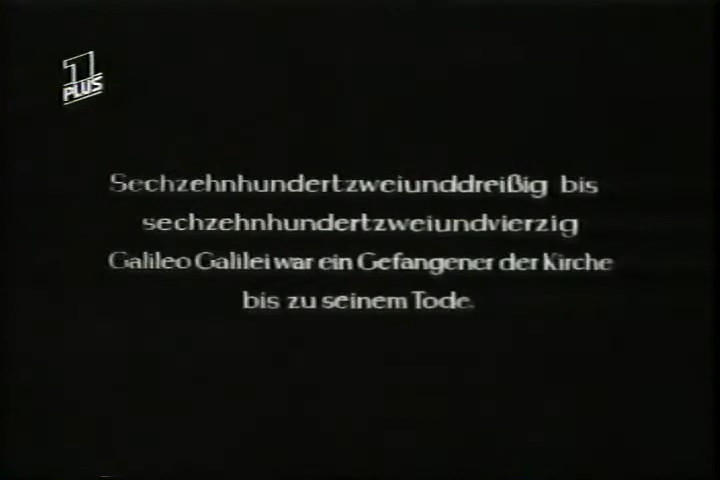 1
PLUS
Sechzehnhundertzweiunddreißig bis
sechzehnhundertzweiundvierzig
Galileo Galilei war ein Gefangener der Kirche
bis zu seinem Tode.